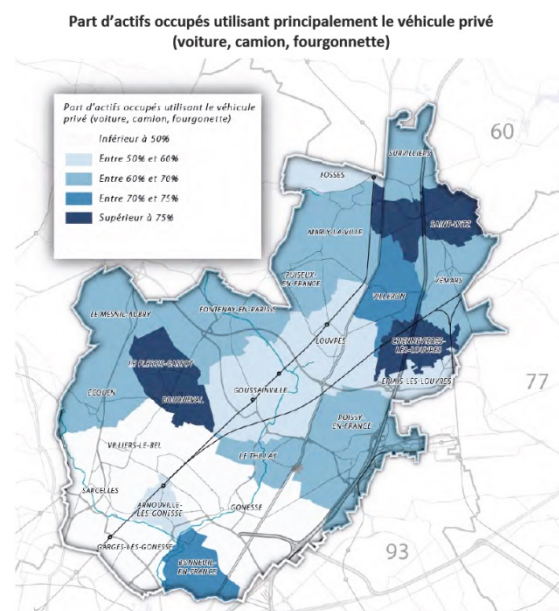 Part d'actifs occupés utilisant principalement le véhicule privé
(voiture, camion, fourgonnette)
Part d'actifs occupés utilisant le véhicule
privé (voiture, camion, fourgonette)
Inférieur à 50%
Entre 50% et 60%
Entre 60% et 70%
Entre 70% et 75%
Supérieur à 75%
60
SURVILLIERS
FOSSES
SAINT-WITZ
MARLY-LA-VILLE
PUISEUX-
EN-FRANCE
VEMARS
VILLERON
LE MESNIL-AUBRY
FONTENAY-EN-PARISIS
LOUVRES
CHENNEVIERES-
LES-LOUVRES
LE PLESSIS-GASSOT
EPIAIS-LES-LOUVRES
77
ECOUEN
GOUSSAINVILLE
BOUQUEVAL
ROISSY-
EN-FRANCE
VILLIERS-LE-BEL
LE THILLAY
SARCELLES
ARNOUVILLE-
LES-GONESSE
GONESSE
GARGES-LES-GONESSE
93
BONNEUIL-
EN-FRANCE